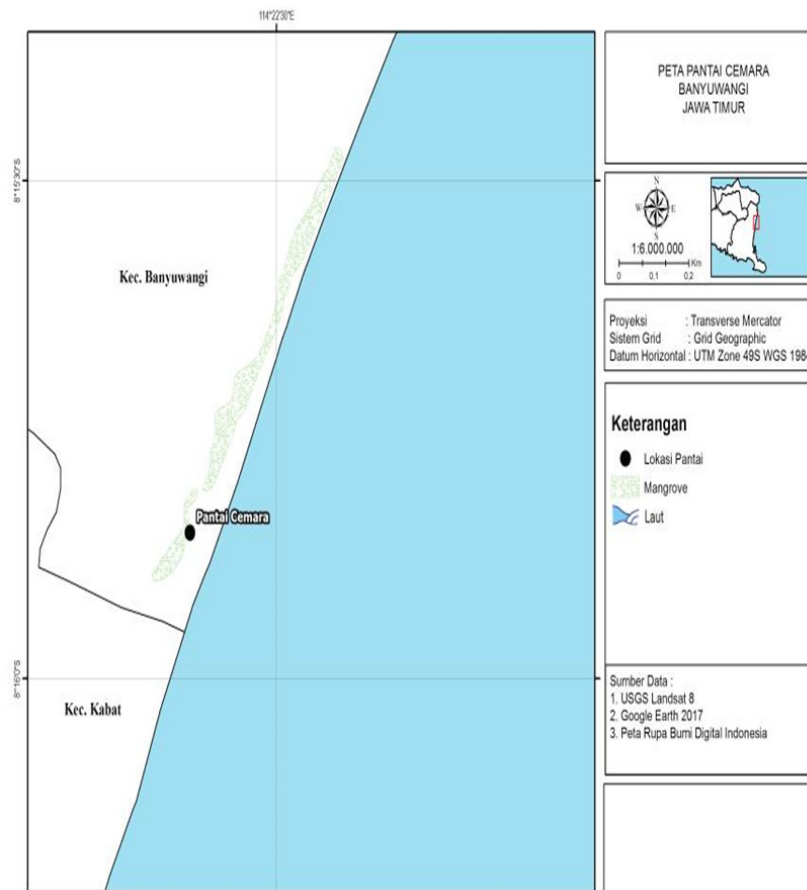 114°22'30"E
8°15'30"S
8°16'0"S
Kec. Banyuwangi
Pantai Cemara
Kec. Kabat
PETA PANTAI CEMARA
BANYUWANGI
JAWA TIMUR
N
W E
S
1:6.000.000
Km
0 0,1 0,2
Proyeksi : Transverse Mercator
Sistem Grid : Grid Geographic
Datum Horizontal : UTM Zone 49S WGS 198
Keterangan
Lokasi Pantai
Mangrove
Laut
Sumber Data :
1. USGS Landsat 8
2. Google Earth 2017
3. Peta Rupa Bumi Digital Indonesia